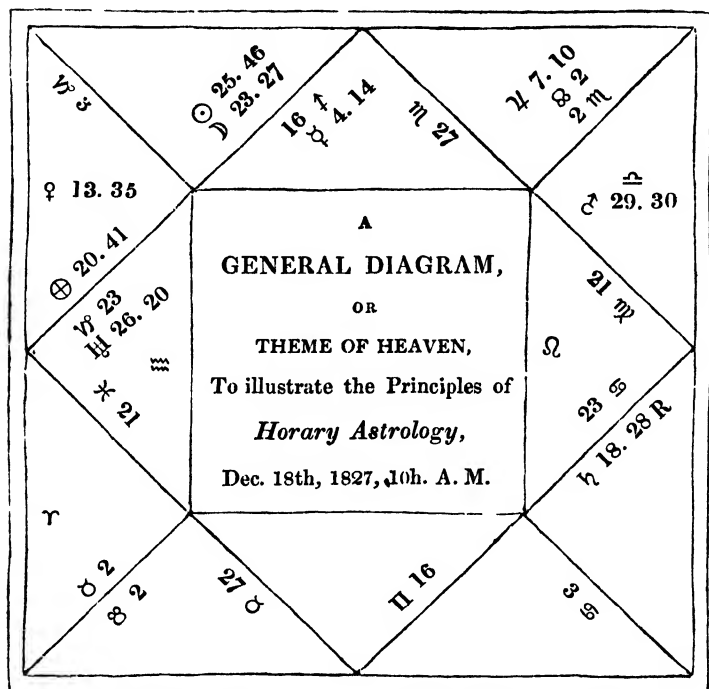 ♑ 3
☉ 25. 46
☽ 23. 27
16 ♐
☿ 4. 14
♏ 27
♃ 7. 10
☊ 2
2 ♏
♀ 13. 35
♎
♂ 29. 30
⊕ 20. 41
♑ 23
♅ 26. 20
♒
♓ 21
A
GENERAL DIAGRAM,
OR
THEME OF HEAVEN,
To illustrate the Principles of
Horary Astrology,
Dec. 18th, 1827, 10h. A. M.
21 ♍
♌
23 ♋
♄ 18. 28 R
♈
♉ 2
☋ 2
27 ♉
♊ 16
3 ♋